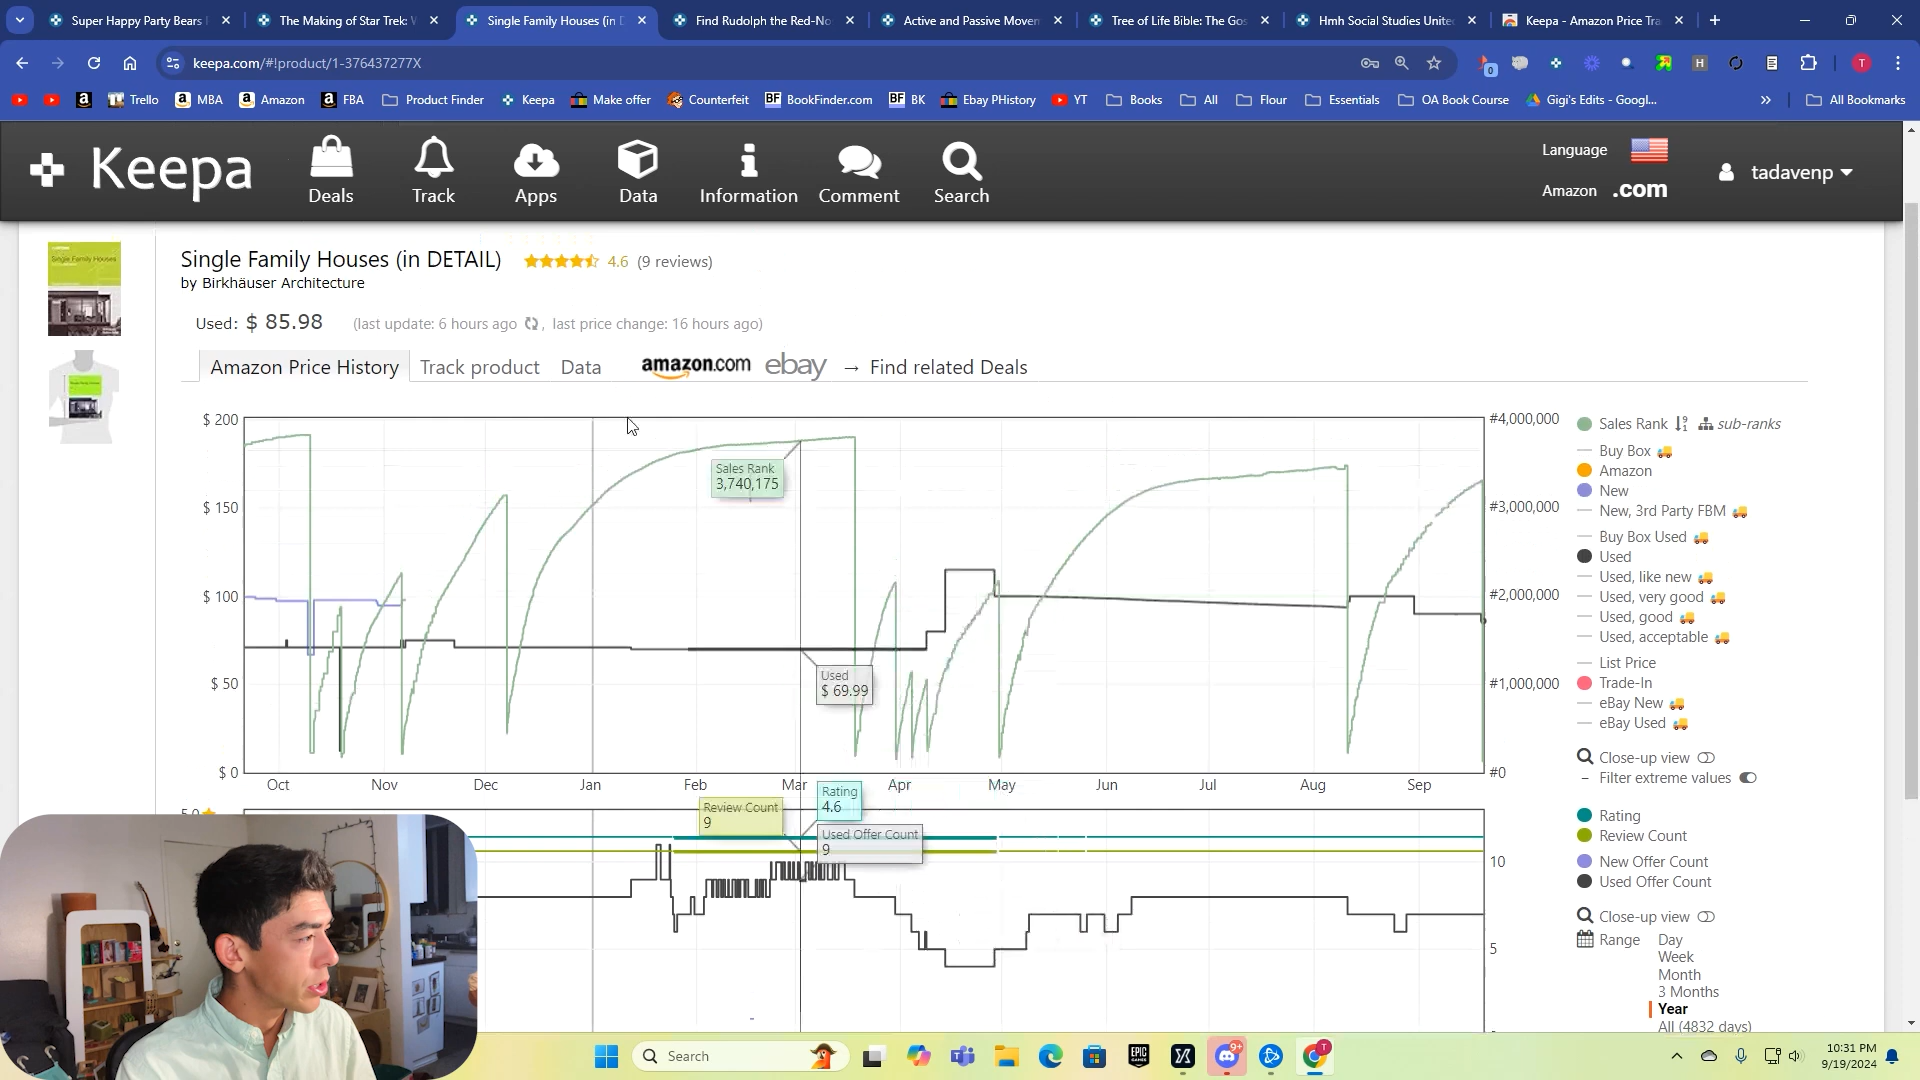 Super Happy Party Bears
The Making of Star Trek:
Single Family Houses (in D
Find Rudolph the Red-No
Active and Passive Movem
Tree of Life Bible: The Gos
Hmh Social Studies Unite
Keepa - Amazon Price Tra
keepa.com/#!product/1-376437277X
0
H
T
Trello
MBA
Amazon
FBA
Product Finder
Keepa
Make offer
Counterfeit
BookFinder.com
BK
Ebay PHistory
YT
Books
All
Flour
Essentials
OA Book Course
Gigi's Edits - Googl...
All Bookmarks
Keepa
Deals
Track
Apps
Data
Information
Comment
Search
Language
Amazon .com
tadavenp
Single Family Houses (in DETAIL) 4.6 (9 reviews)
by Birkhäuser Architecture
Used: $ 85.98 (last update: 6 hours ago , last price change: 16 hours ago)
Amazon Price History
Track product
Data
amazon.com
ebay
→ Find related Deals
$ 200
$ 150
$ 100
$ 50
$ 0
#4,000,000
#3,000,000
#2,000,000
#1,000,000
#0
Sales Rank
3,740,175
Used
$ 69.99
Oct Nov Dec Jan Feb Mar Apr May Jun Jul Aug Sep
Rating
4.6
Review Count
9
Used Offer Count
9
5.0
10
5
Sales Rank sub-ranks
Buy Box
Amazon
New
New, 3rd Party FBM
Buy Box Used
Used
Used, like new
Used, very good
Used, good
Used, acceptable
List Price
Trade-In
eBay New
eBay Used
Close-up view
Filter extreme values
Rating
Review Count
New Offer Count
Used Offer Count
Close-up view
Range
Day
Week
Month
3 Months
Year
All (4832 days)
Search
EPIC
GAMES
9+
T
10:31 PM
9/19/2024